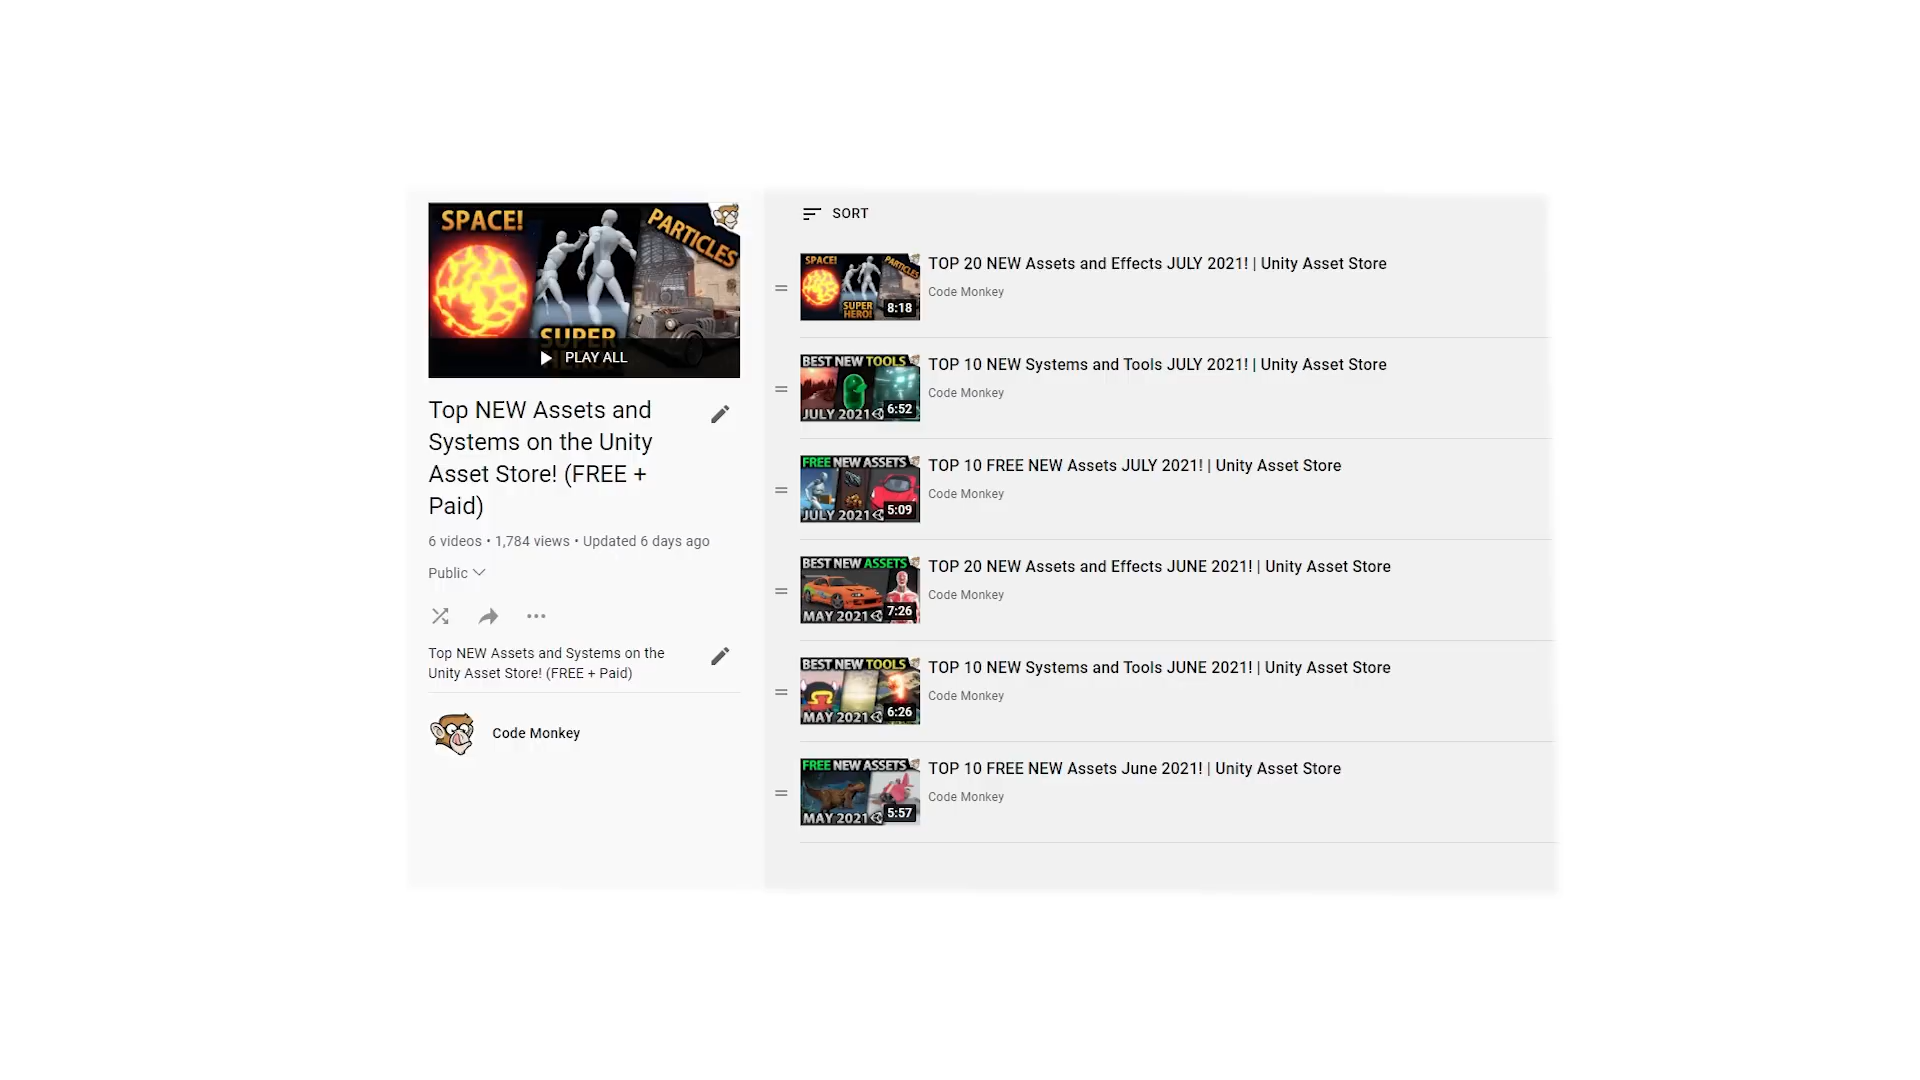 SPACE!
PARTICLES
SUPER
PLAY ALL
Top NEW Assets and
Systems on the Unity
Asset Store! (FREE +
Paid)
6 videos • 1,784 views • Updated 6 days ago
Public
Top NEW Assets and Systems on the
Unity Asset Store! (FREE + Paid)
Code Monkey
SORT
SPACE!
PARTICLES
SUPER
HERO!
8:18
TOP 20 NEW Assets and Effects JULY 2021! | Unity Asset Store
Code Monkey
BEST NEW TOOLS
JULY 2021
6:52
TOP 10 NEW Systems and Tools JULY 2021! | Unity Asset Store
Code Monkey
FREE NEW ASSETS
JULY 2021
5:09
TOP 10 FREE NEW Assets JULY 2021! | Unity Asset Store
Code Monkey
BEST NEW ASSETS
MAY 2021
7:26
TOP 20 NEW Assets and Effects JUNE 2021! | Unity Asset Store
Code Monkey
BEST NEW TOOLS
MAY 2021
6:26
TOP 10 NEW Systems and Tools JUNE 2021! | Unity Asset Store
Code Monkey
FREE NEW ASSETS
MAY 2021
5:57
TOP 10 FREE NEW Assets June 2021! | Unity Asset Store
Code Monkey